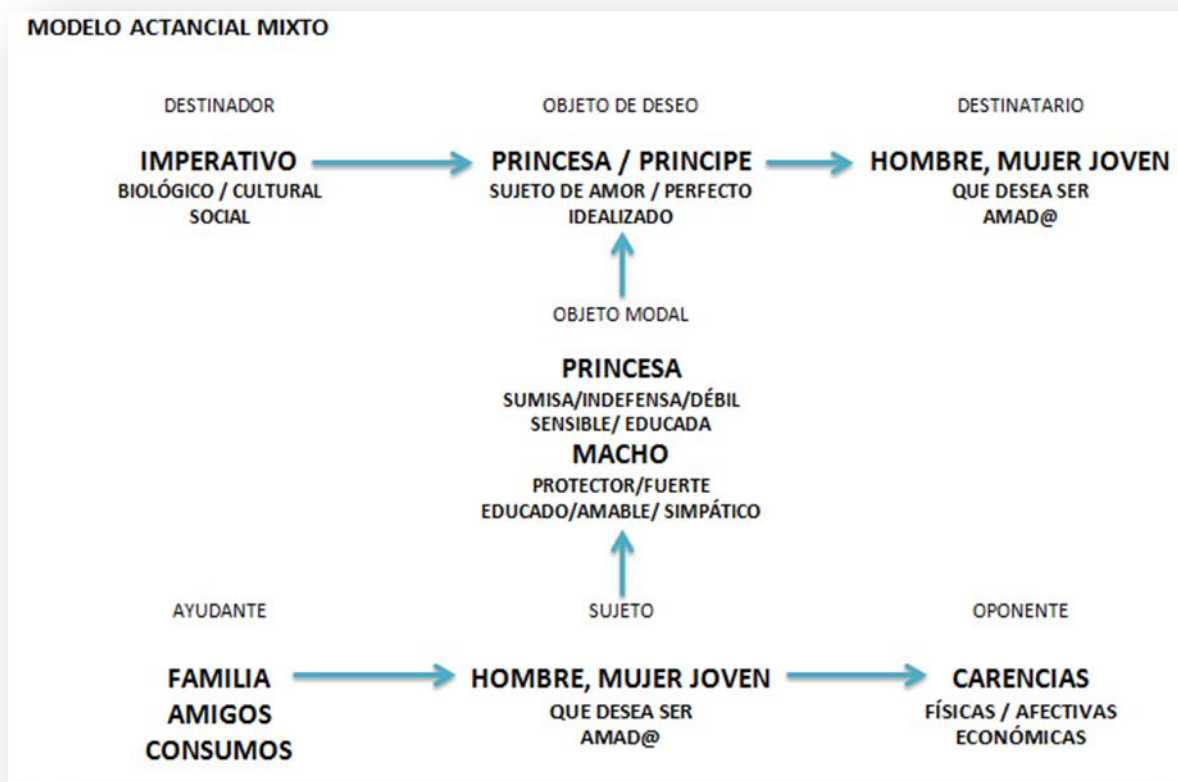 MODELO ACTANCIAL MIXTO
DESTINADOR
IMPERATIVO
BIOLÓGICO / CULTURAL
SOCIAL
OBJETO DE DESEO
PRINCESA / PRINCIPE
SUJETO DE AMOR / PERFECTO
IDEALIZADO
DESTINATARIO
HOMBRE, MUJER JOVEN
QUE DESEA SER
AMAD@
OBJETO MODAL
PRINCESA
SUMISA/INDEFENSA/DÉBIL
SENSIBLE/ EDUCADA
MACHO
PROTECTOR/FUERTE
EDUCADO/AMABLE/ SIMPÁTICO
AYUDANTE
FAMILIA
AMIGOS
CONSUMOS
SUJETO
HOMBRE, MUJER JOVEN
QUE DESEA SER
AMAD@
OPONENTE
CARENCIAS
FÍSICAS / AFECTIVAS
ECONÓMICAS